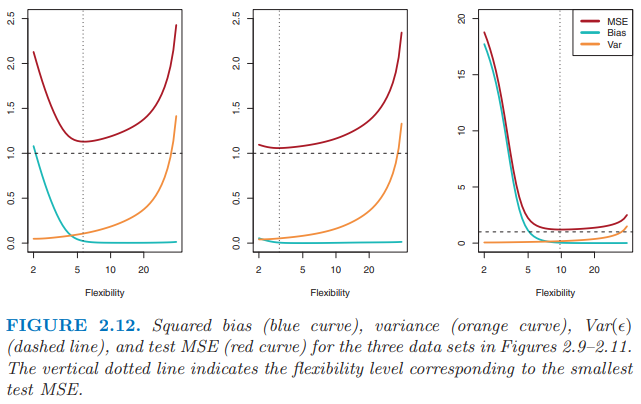 2.5
2.0
1.5
1.0
0.5
0.0
2 5 10 20
Flexibility
2.5
2.0
1.5
1.0
0.5
0.0
2 5 10 20
Flexibility
20
15
10
5
0
2 5 10 20
Flexibility
MSE
Bias
Var
FIGURE 2.12. Squared bias (blue curve), variance (orange curve), Var(ϵ)
(dashed line), and test MSE (red curve) for the three data sets in Figures 2.9–2.11.
The vertical dotted line indicates the flexibility level corresponding to the smallest
test MSE.